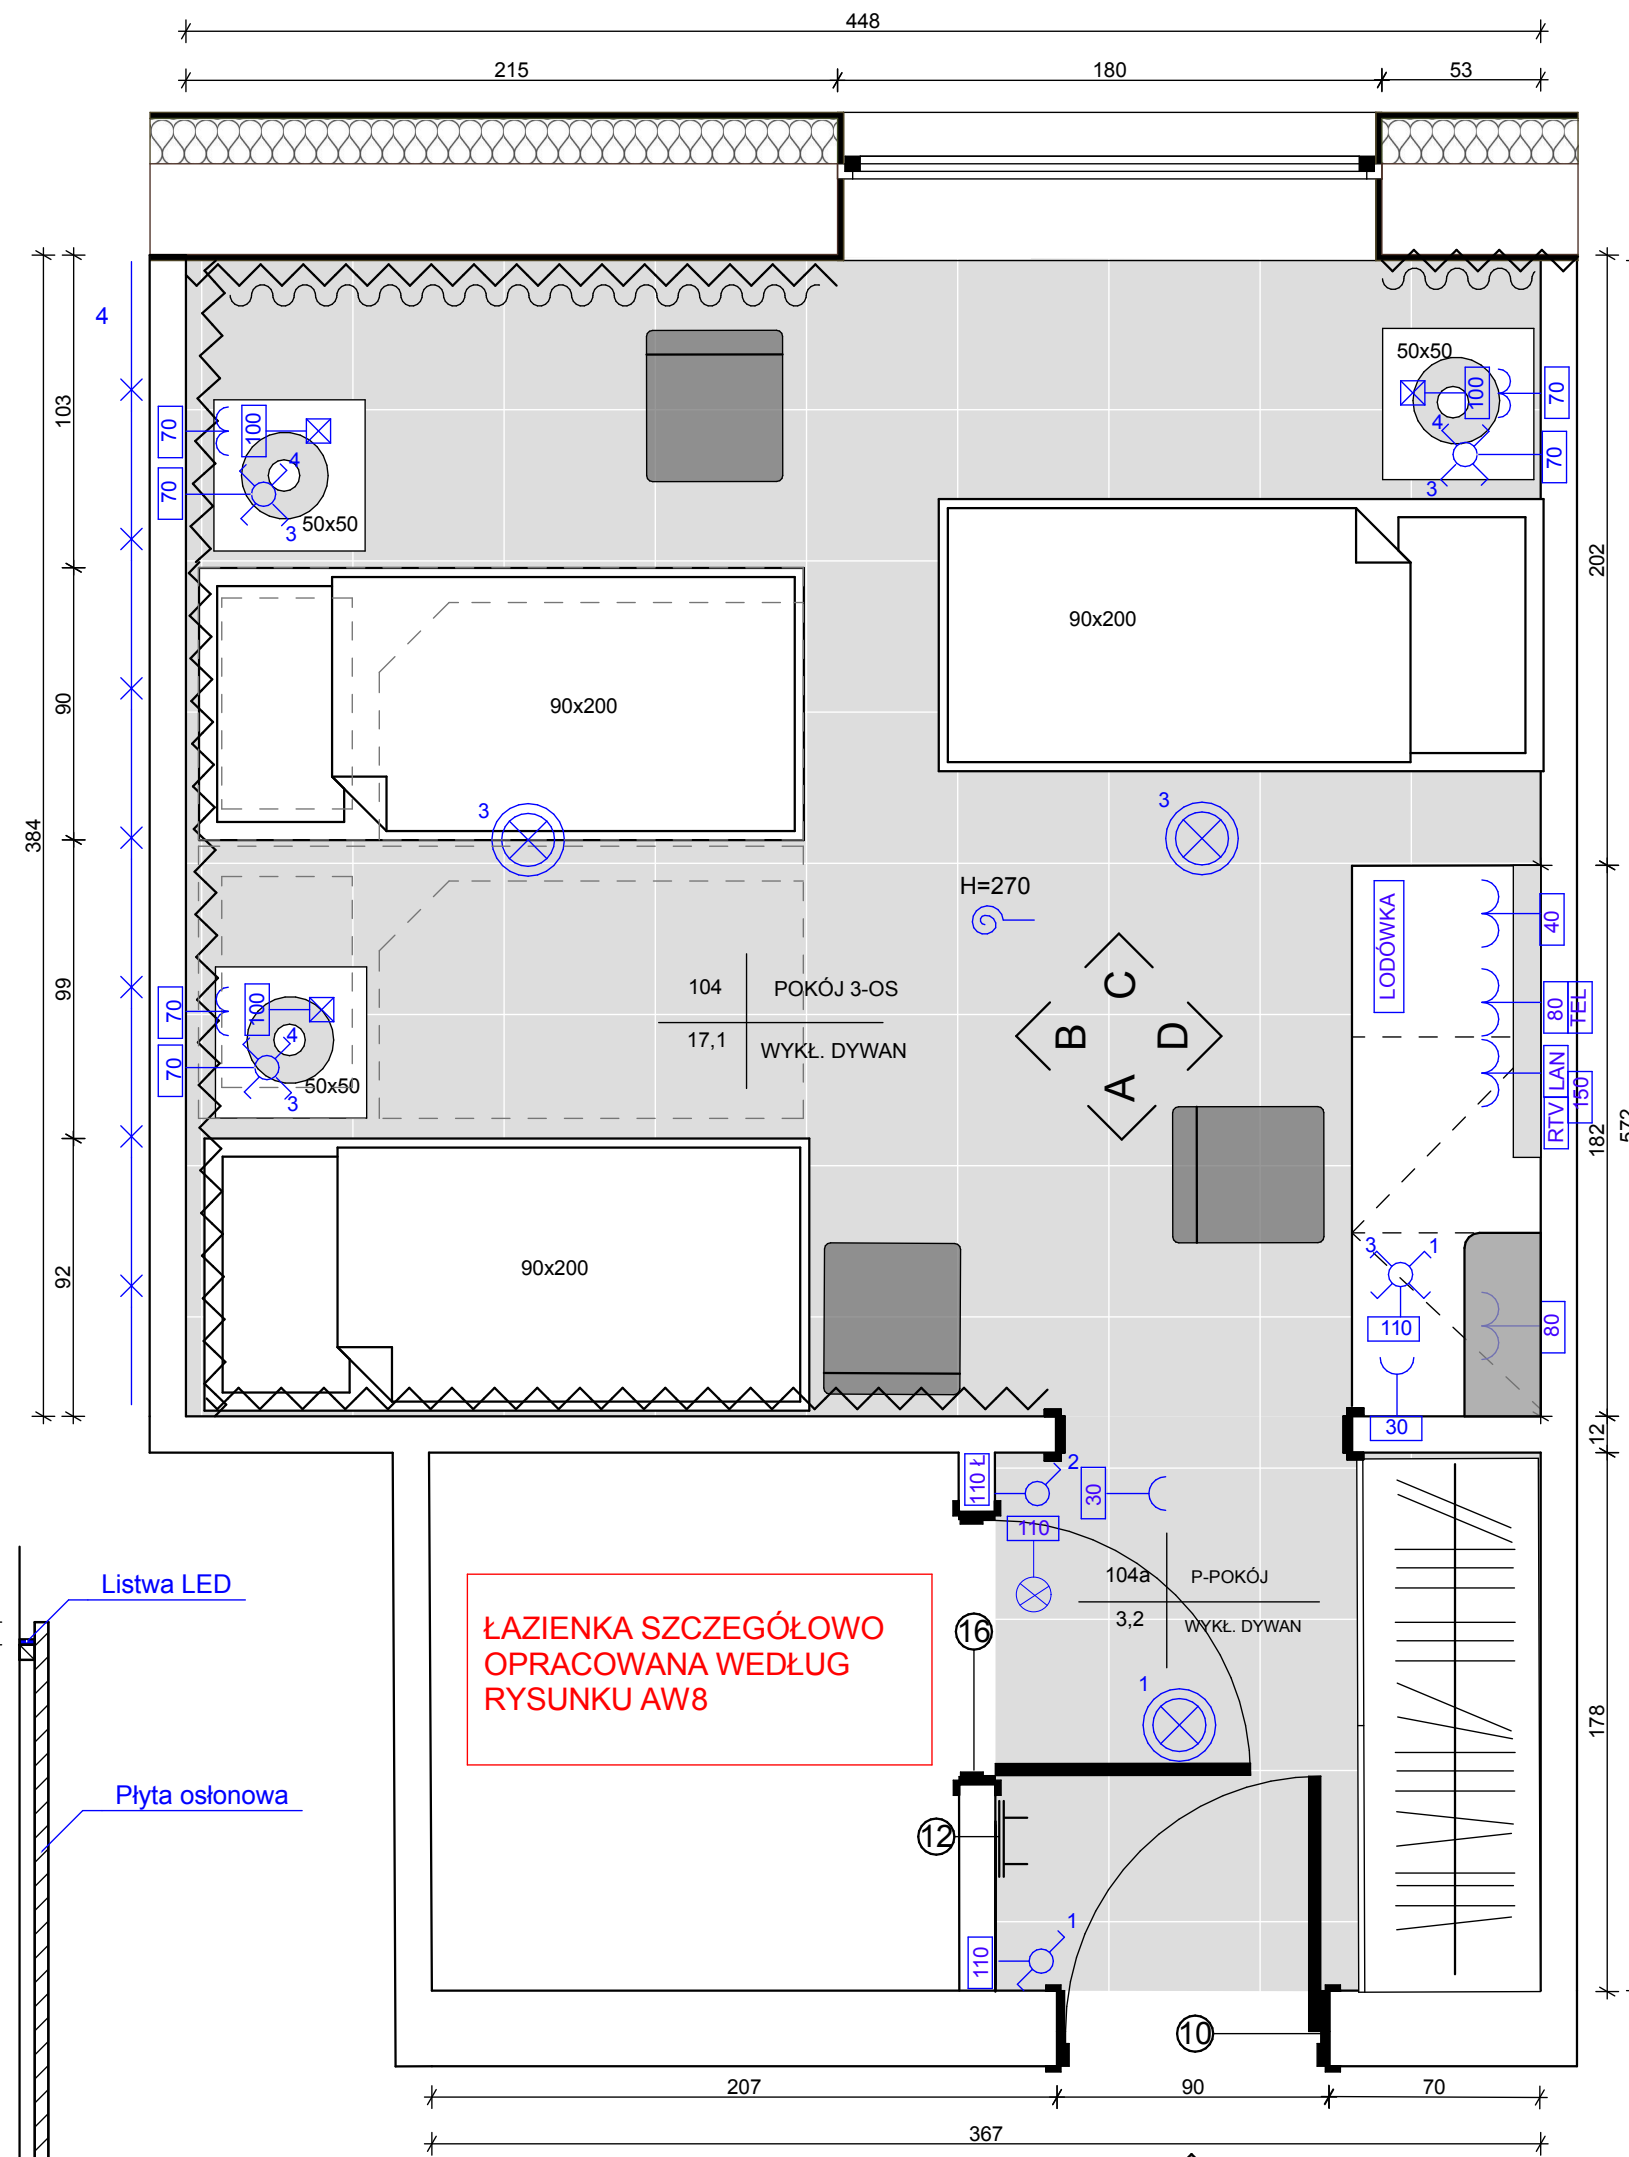 448
215
180
53
4
50x50
70
100
4
3
70
103
70
100
4
3
50x50
70
202
90x200
90x200
90
3
3
384
H=270
LODÓWKA
40
104
POKÓJ 3-OS
17,1
WYKŁ. DYWAN
C
B
D
A
80
TEL
RTV
LAN
150
99
70
100
4
3
50x50
70
182
572
90x200
92
3
1
110
80
30
12
110 Ł
2
30
110
104a
P-POKÓJ
3,2
WYKŁ. DYWAN
Listwa LED
ŁAZIENKA SZCZEGÓŁOWO
OPRACOWANA WEDŁUG
RYSUNKU AW8
16
1
178
Płyta osłonowa
12
110
1
10
207
90
70
367